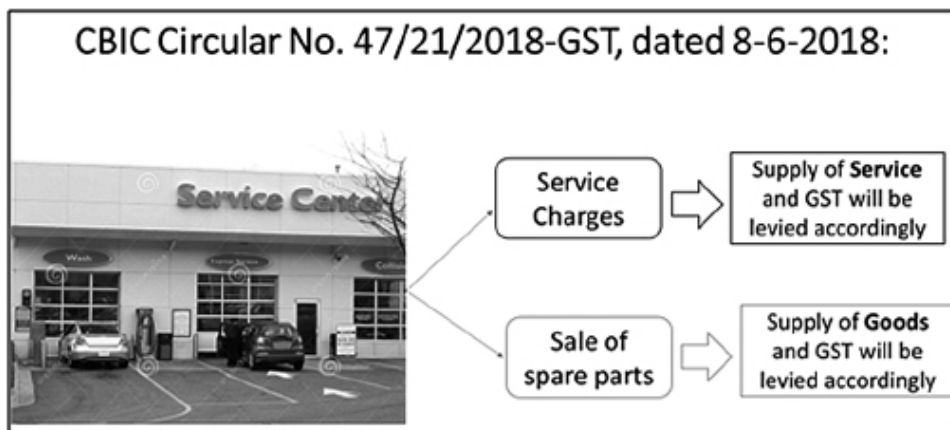 CBIC Circular No. 47/21/2018-GST, dated 8-6-2018:
Service Center
Wash
Service
Charges
Supply of Service
and GST will be
levied accordingly
Sale of
spare parts
Supply of Goods
and GST will be
levied accordingly